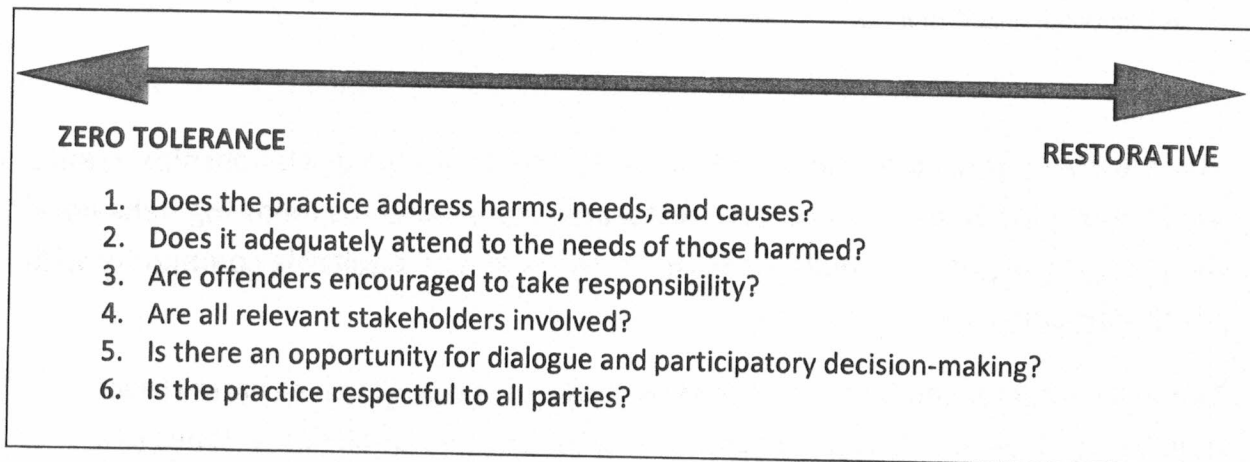 ZERO TOLERANCE
RESTORATIVE
1. Does the practice address harms, needs, and causes?
2. Does it adequately attend to the needs of those harmed?
3. Are offenders encouraged to take responsibility?
4. Are all relevant stakeholders involved?
5. Is there an opportunity for dialogue and participatory decision-making?
6. Is the practice respectful to all parties?